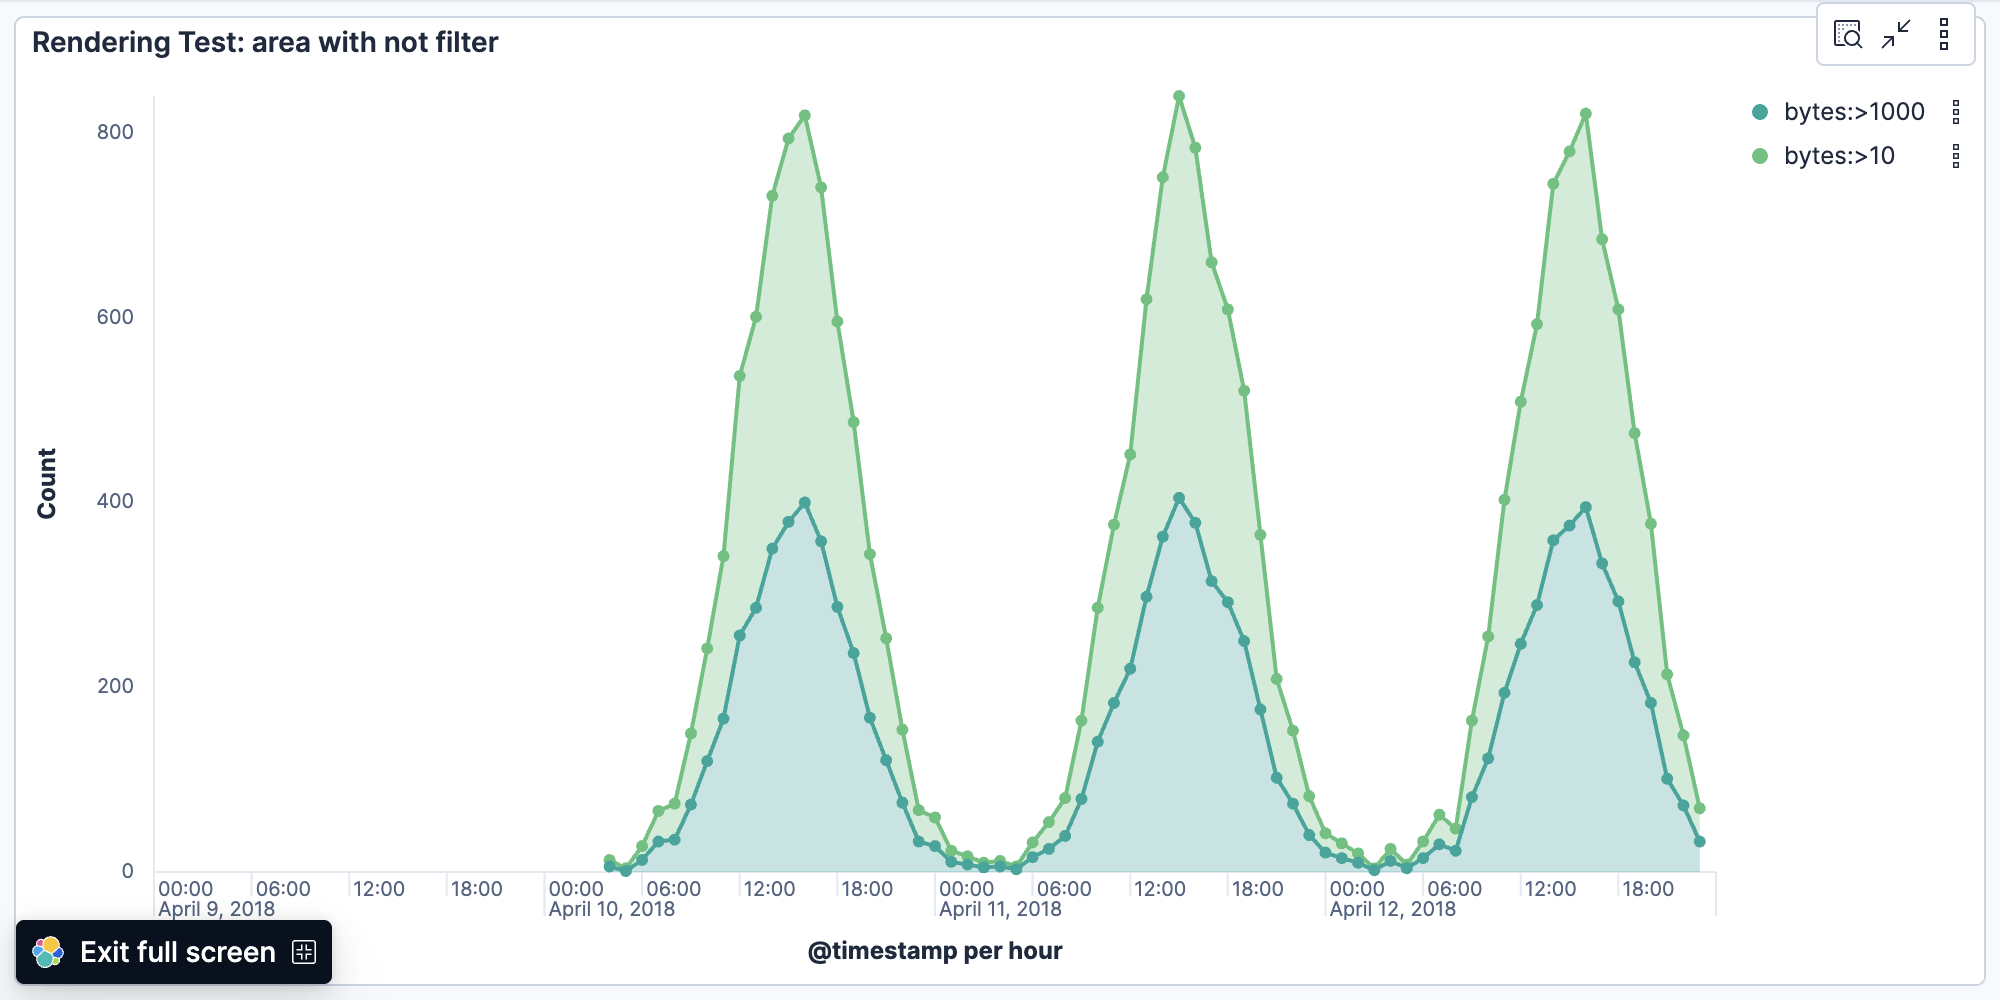 Rendering Test: area with not filter
bytes:>1000
bytes:>10
800
600
400
200
0
Count
00:00 06:00 12:00 18:00 00:00 06:00 12:00 18:00 00:00 06:00 12:00 18:00 00:00 06:00 12:00 18:00
April 9, 2018 April 10, 2018 April 11, 2018 April 12, 2018
@timestamp per hour
Exit full screen